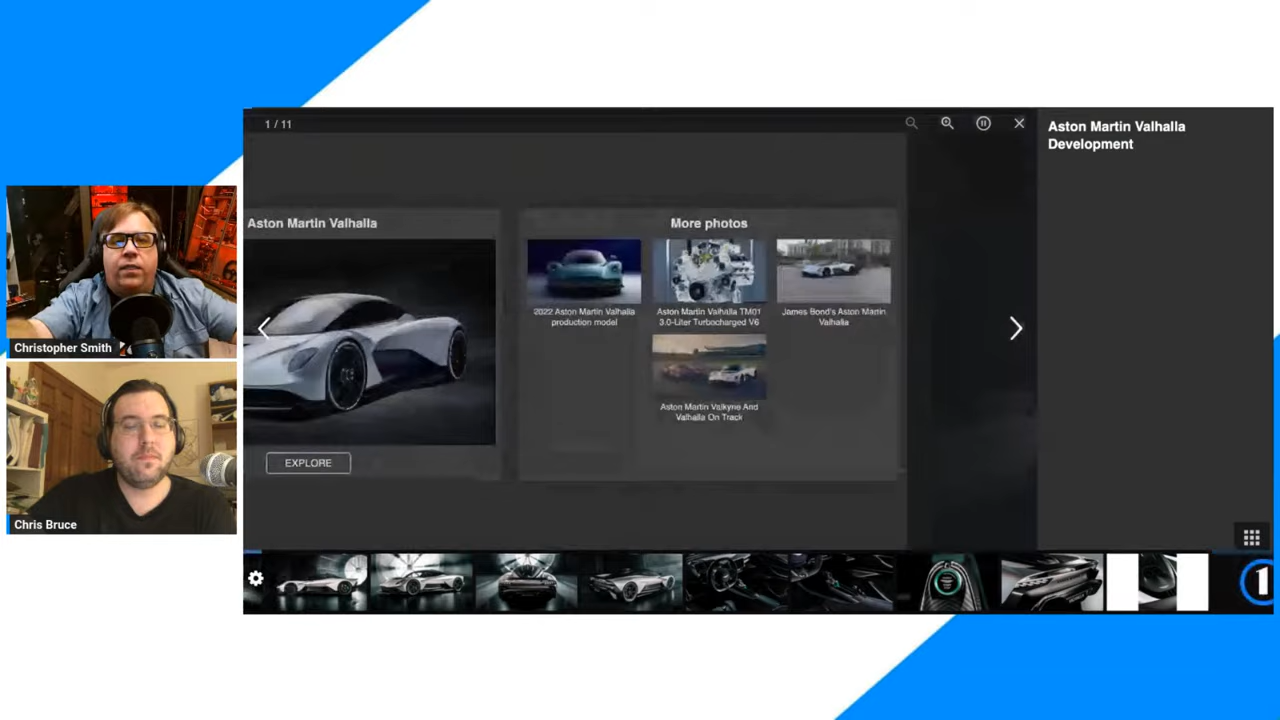 1 / 11
Aston Martin Valhalla
Development
Aston Martin Valhalla
More photos
2022 Aston Martin Valhalla
production model
Aston Martin Valhalla TM01
3.0-Liter Turbocharged V6
James Bond's Aston Martin
Valhalla
Aston Martin Valkyrie And
Valhalla On Track
EXPLORE
Christopher Smith
Chris Bruce
1